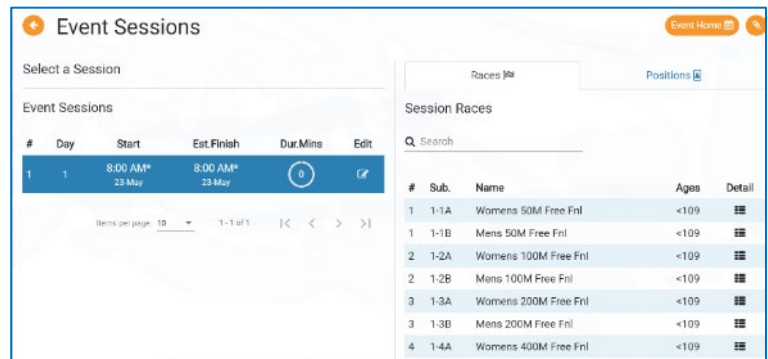 Event Sessions
Event Home
Select a Session
Event Sessions
# Day Start Est.Finish Dur.Mins Edit
1 1 8:00 AM* 8:00 AM* 0
23-May 23-May
Items per page: 10 1 - 1 of 1 |< < > >|
Races Positions
Session Races
Search
# Sub. Name Ages Detail
1 1-1A Womens 50M Free Fnl <109
1 1-1B Mens 50M Free Fnl <109
2 1-2A Womens 100M Free Fnl <109
2 1-2B Mens 100M Free Fnl <109
3 1-3A Womens 200M Free Fnl <109
3 1-3B Mens 200M Free Fnl <109
4 1-4A Womens 400M Free Fnl <109